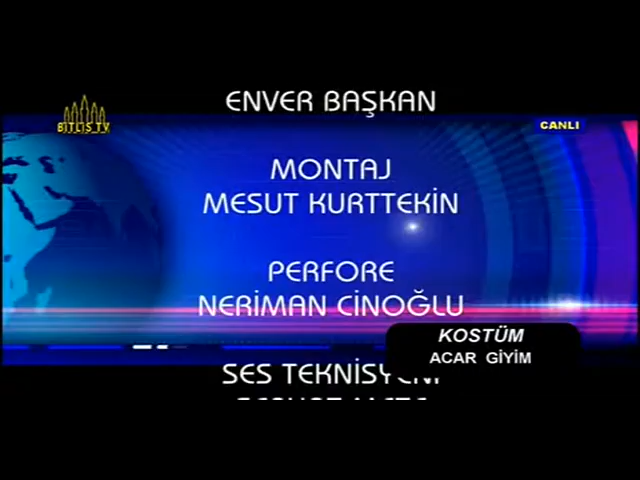 ENVER BAŞKAN
BİTLİS TV
CANLI
MONTAJ
MESUT KURTTEKİN
PERFORE
NERİMAN CİNOĞLU
KOSTÜM
ACAR GİYİM
SES TEKNİSYENİ